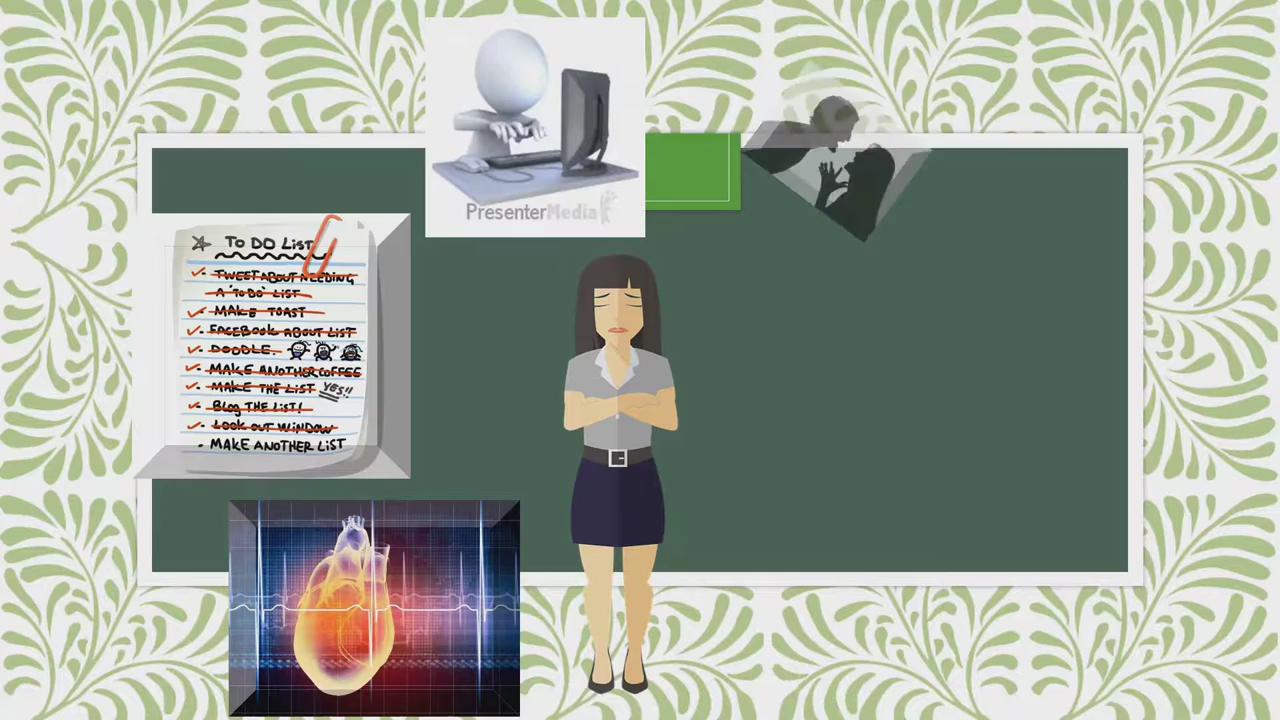 PresenterMedia
TO DO LIST
TWEET ABOUT NEEDING
A "TO DO" LIST
MAKE TOAST
FACEBOOK ABOUT LIST
DOODLE.
MAKE ANOTHER COFFEE
MAKE THE LIST YES!!
BLOG THE LIST!
LOOK OUT WINDOW
- MAKE ANOTHER LIST